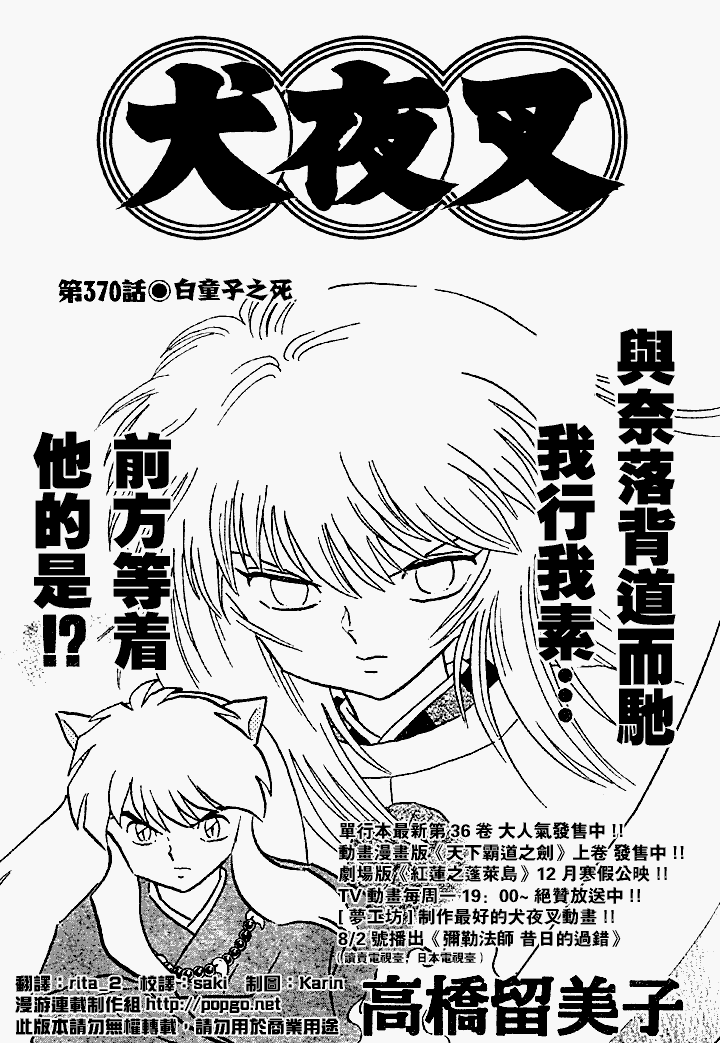 犬夜叉
第370話●白童子之死
與奈落背道而馳
我行我素…
前方等着
他的是!?
單行本最新第36卷 大人氣發售中!!
動畫漫畫版《天下霸道之劍》上卷 發售中!!
劇場版《紅蓮之蓬萊島》12月寒假公映!!
TV動畫每周一19:00~絕贊放送中!!
[夢工坊]制作最好的犬夜叉動畫!!
8/2號播出《彌勒法師 昔日的過錯》
(讀賣電視臺,日本電視臺)
翻譯:rita_2 校譯:saki 制圖:Karin
漫游連載制作組 http://popgo.net
此版本請勿無權轉載,請勿用於商業用途
高橋留美子